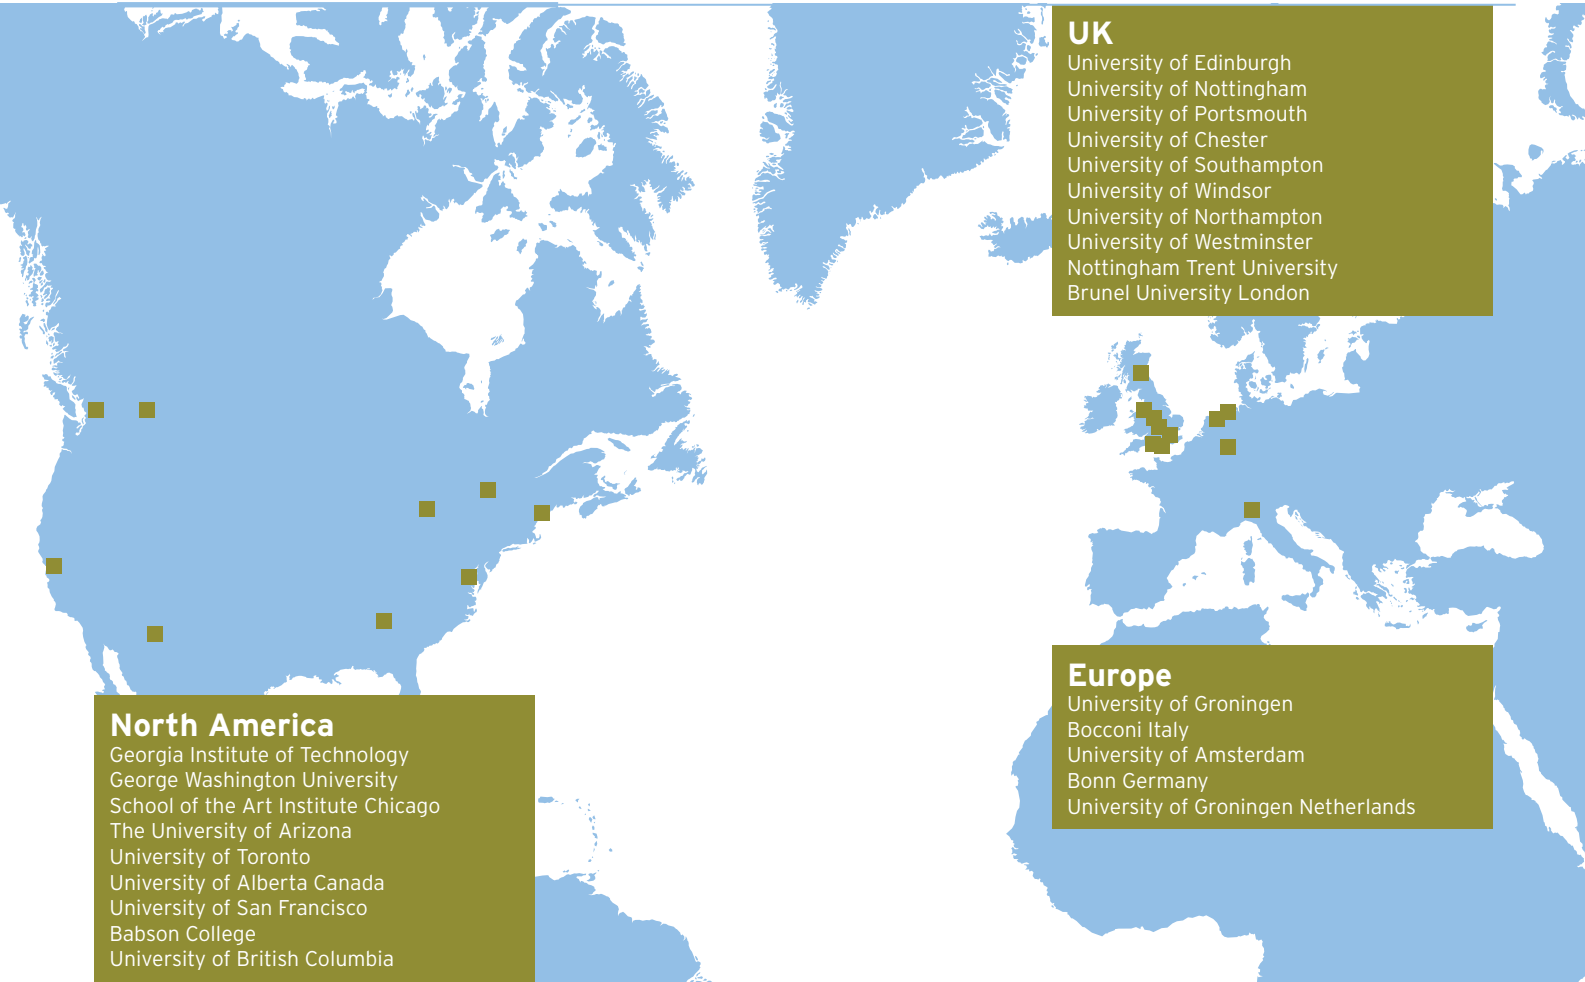 UK
University of Edinburgh
University of Nottingham
University of Portsmouth
University of Chester
University of Southampton
University of Windsor
University of Northampton
University of Westminster
Nottingham Trent University
Brunel University London
North America
Georgia Institute of Technology
George Washington University
School of the Art Institute Chicago
The University of Arizona
University of Toronto
University of Alberta Canada
University of San Francisco
Babson College
University of British Columbia
Europe
University of Groningen
Bocconi Italy
University of Amsterdam
Bonn Germany
University of Groningen Netherlands